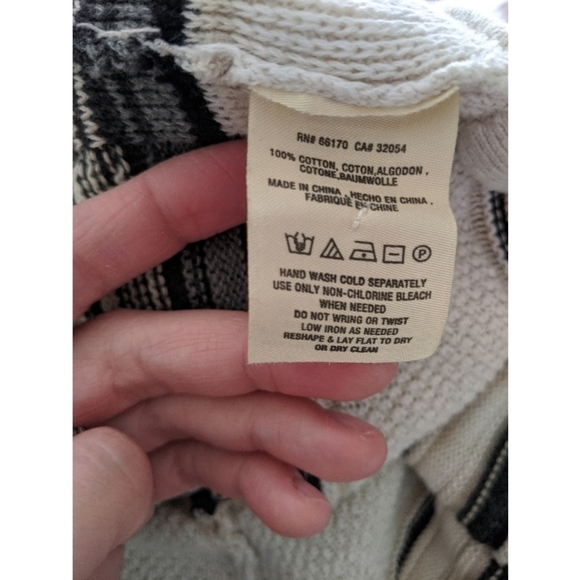 RN# 66170 CA# 32054
100% COTTON, COTON,ALGODON,
COTONE,BAUMWOLLE
MADE IN CHINA , HECHO EN CHINA ,
FABRIQUE EN CHINE
P
HAND WASH COLD SEPARATELY
USE ONLY NON-CHLORINE BLEACH
WHEN NEEDED
DO NOT WRING OR TWIST
LOW IRON AS NEEDED
RESHAPE & LAY FLAT TO DRY
OR DRY CLEAN